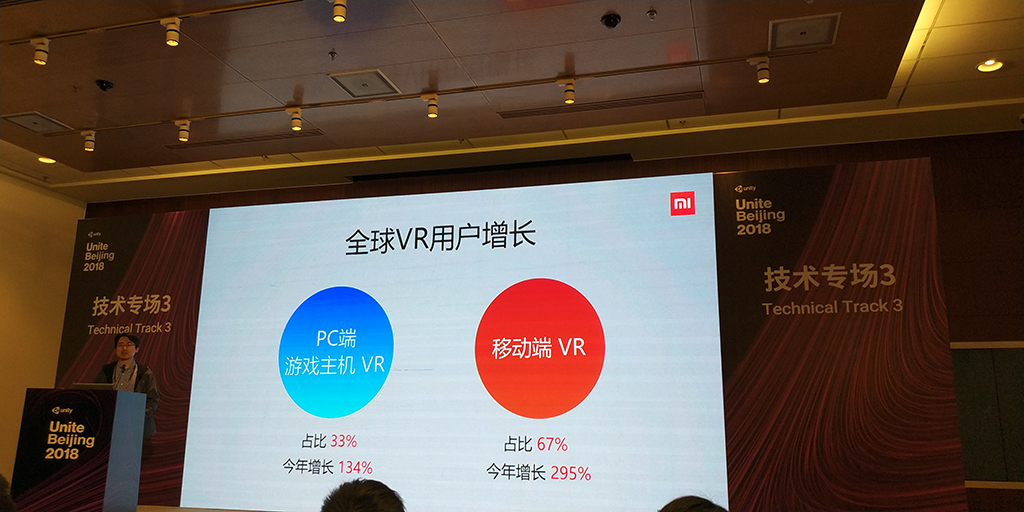 unity
Unite
Beijing
2018
技术专场3
Technical Track 3
unity
Unite
Beijing
2018
mi
全球VR用户增长
PC端
游戏主机 VR
占比 33%
今年增长 134%
移动端 VR
占比 67%
今年增长 295%
unity
Unite
Beijing
2018
技术专场3
Technical Track 3